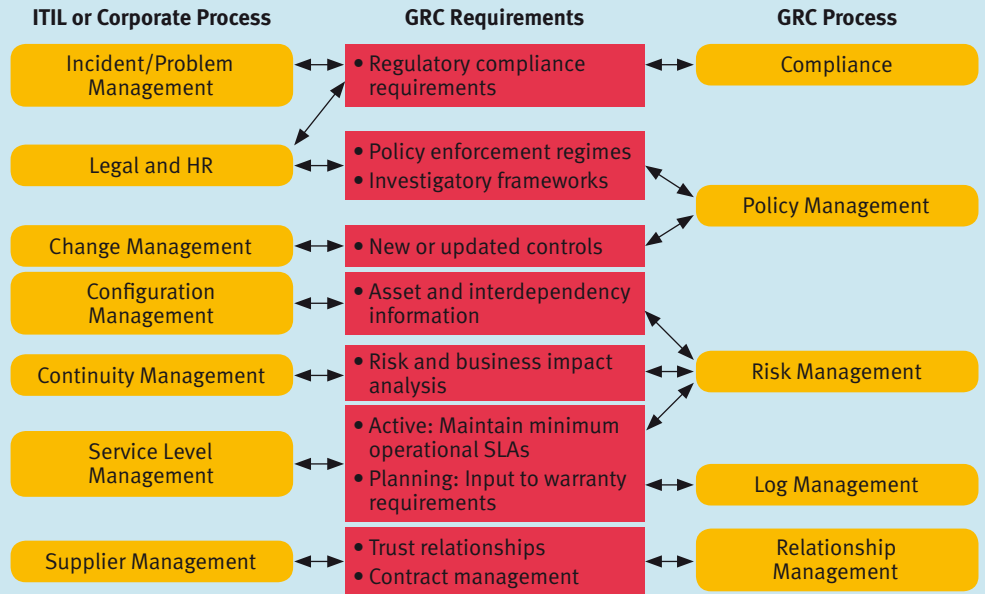 ITIL or Corporate Process
GRC Requirements
GRC Process
Incident/Problem
Management
• Regulatory compliance
requirements
Compliance
Legal and HR
• Policy enforcement regimes
• Investigatory frameworks
Policy Management
Change Management
• New or updated controls
Configuration
Management
• Asset and interdependency
information
Continuity Management
• Risk and business impact
analysis
Risk Management
Service Level
Management
• Active: Maintain minimum
operational SLAs
• Planning: Input to warranty
requirements
Log Management
Supplier Management
• Trust relationships
• Contract management
Relationship
Management